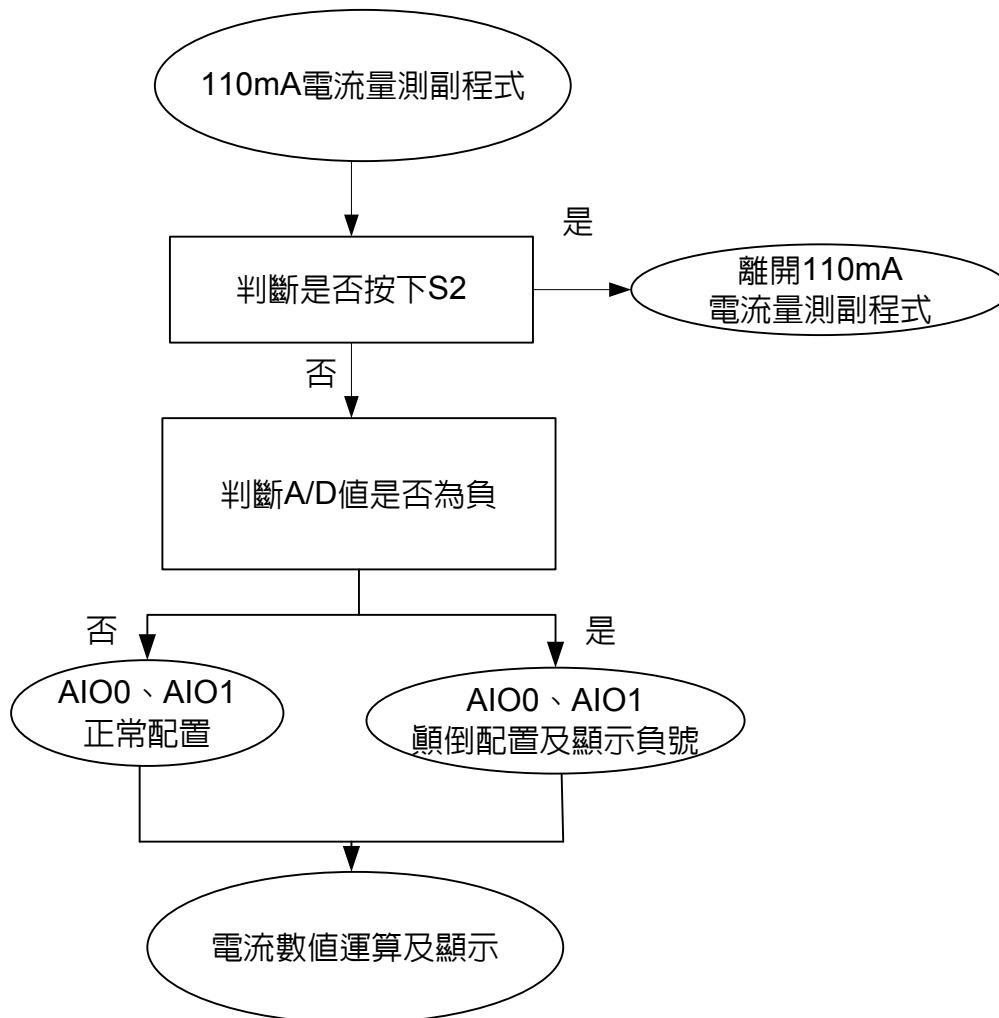 110mA電流量測副程式
是
判斷是否按下S2
離開110mA
電流量測副程式
否
判斷A/D值是否為負
否
是
AIO0、AIO1
正常配置
AIO0、AIO1
顛倒配置及顯示負號
電流數值運算及顯示